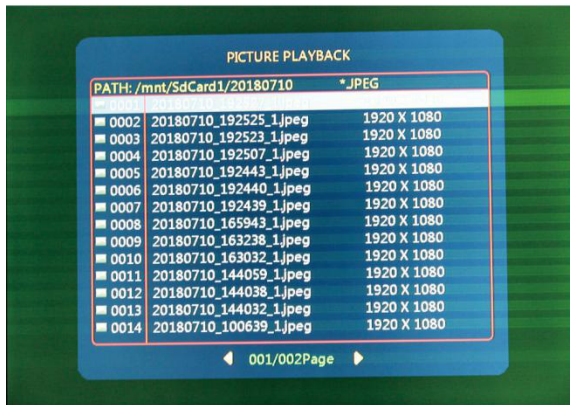 PICTURE PLAYBACK
PATH: /mnt/SdCard1/20180710 *.JPEG
0001
0002 20180710_192525_1.jpeg 1920 X 1080
0003 20180710_192523_1.jpeg 1920 X 1080
0004 20180710_192507_1.jpeg 1920 X 1080
0005 20180710_192443_1.jpeg 1920 X 1080
0006 20180710_192440_1.jpeg 1920 X 1080
0007 20180710_192439_1.jpeg 1920 X 1080
0008 20180710_165943_1.jpeg 1920 X 1080
0009 20180710_163238_1.jpeg 1920 X 1080
0010 20180710_163032_1.jpeg 1920 X 1080
0011 20180710_144059_1.jpeg 1920 X 1080
0012 20180710_144038_1.jpeg 1920 X 1080
0013 20180710_144032_1.jpeg 1920 X 1080
0014 20180710_100639_1.jpeg 1920 X 1080
001/002Page